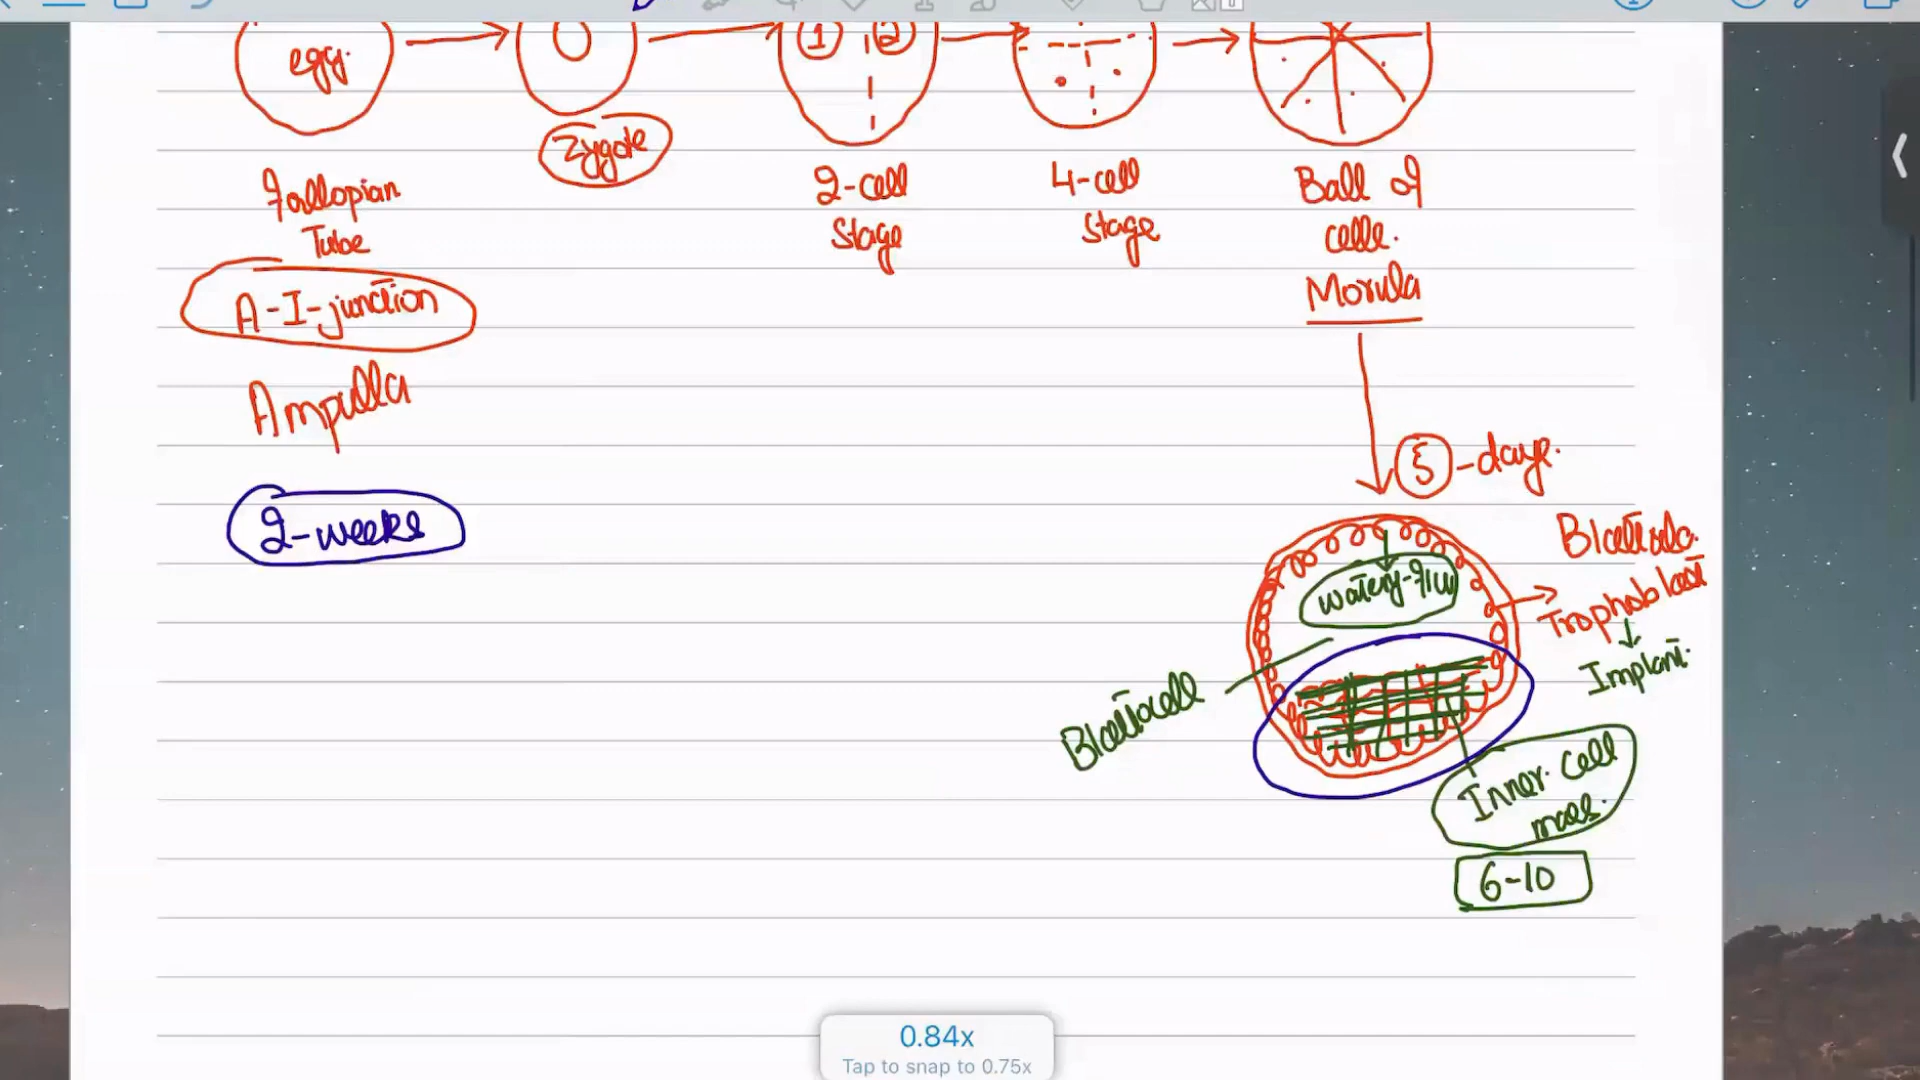 egg.
1 2
Zygote
Fallopian
Tube
2-cell
Stage
4-cell
Stage
Ball of
cells.
Morula
A-I-junction
Ampulla
5-days.
2-weeks
Blastula.
Trophoblast
Implant.
Watery-flu
Blastocell
Inner. Cell
mass.
6-10
0.84x
Tap to snap to 0.75x